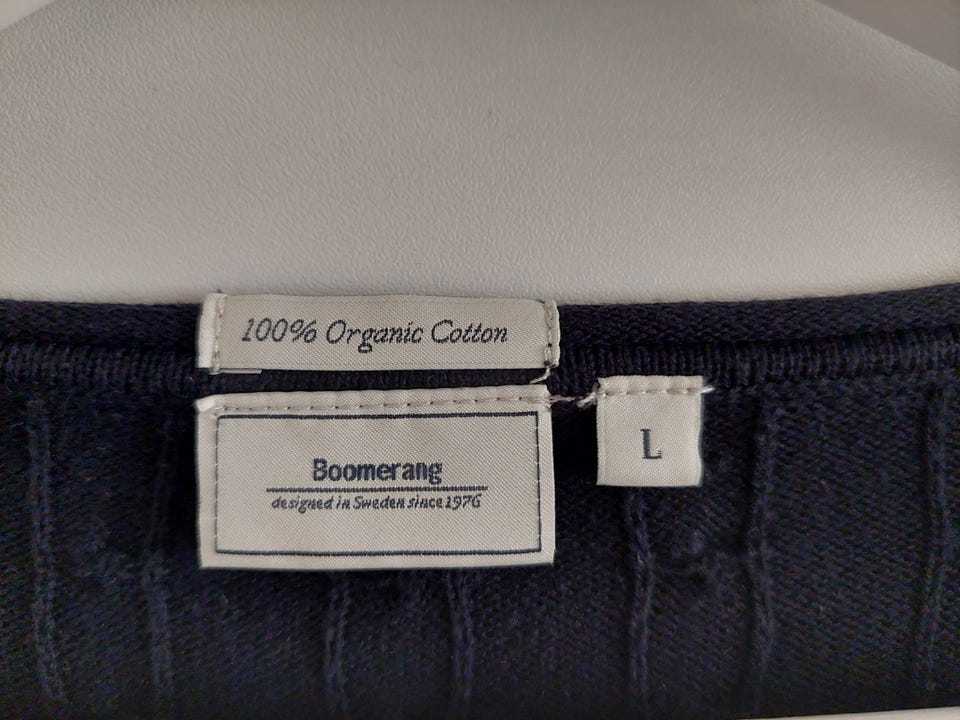 100% Organic Cotton
Boomerang
designed in Sweden since 1976
L